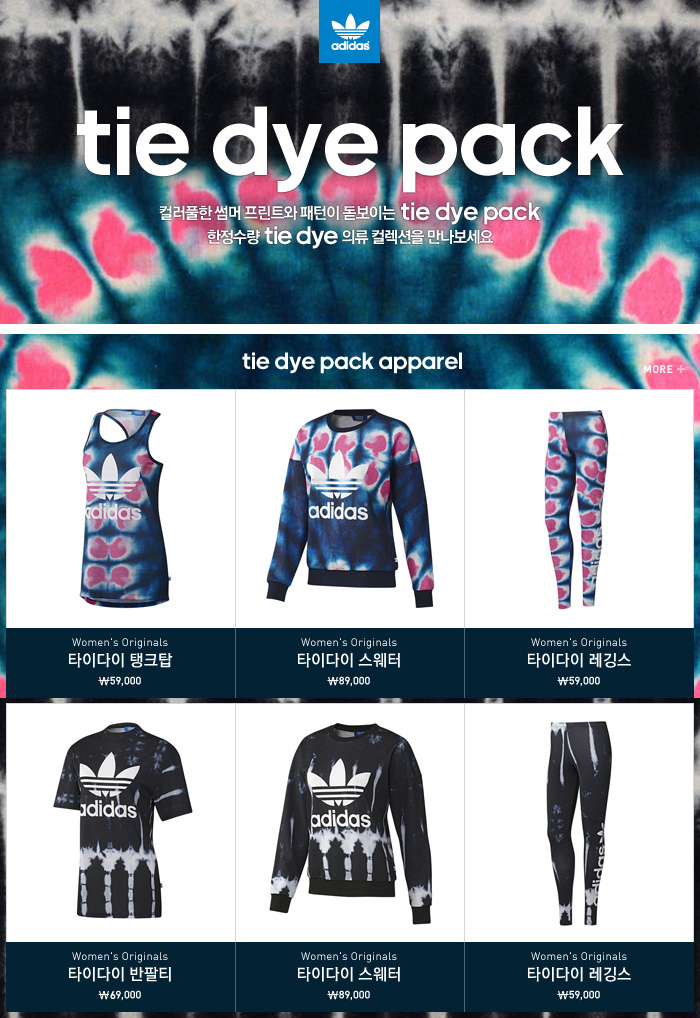 adidas
tie dye pack
컬러풀한 썸머 프린트와 패턴이 돋보이는 tie dye pack
한정수량 tie dye 의류 컬렉션을 만나보세요
tie dye pack apparel
MORE +
adidas
adidas
adidas
Women's Originals
타이다이 탱크탑
₩59,000
Women's Originals
타이다이 스웨터
₩89,000
Women's Originals
타이다이 레깅스
₩59,000
adidas
adidas
adidas
Women's Originals
타이다이 반팔티
₩69,000
Women's Originals
타이다이 스웨터
₩89,000
Women's Originals
타이다이 레깅스
₩59,000